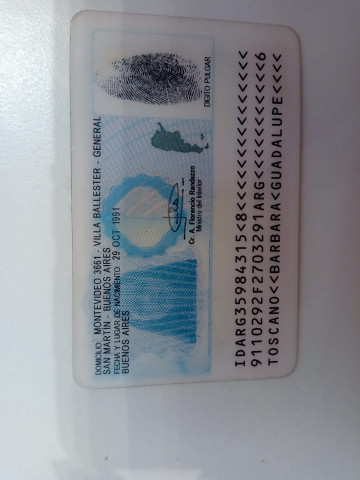 DOMICILIO: MONTEVIDEO 3661 - VILLA BALLESTER - GENERAL
SAN MARTÍN - BUENOS AIRES
FECHA Y LUGAR DE NACIMIENTO: 29 OCT 1991
BUENOS AIRES
DIGITO PULGAR
Cr. A. Florencio Randazzo
Ministro del Interior
IDARG35984315<8<<<<<<<<<<<<<<<
9110292F2703291ARG<<<<<<<<<<<6
TOSCANO<<BARBARA<GUADALUPE<<<<